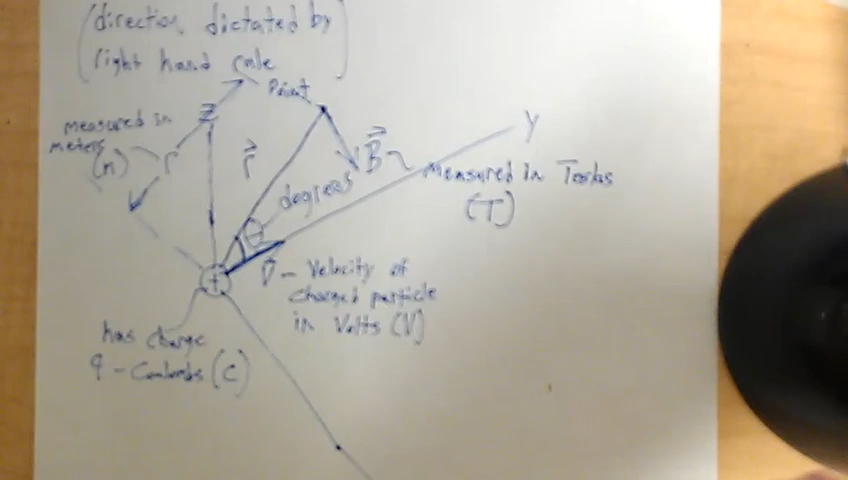 (direction dictated by
right hand rule)
Point
z
measured in
meters
(m)
r
r⃗
degrees
θ
B⃗
Y
Measured in Teslas
(T)
v⃗ - Velocity of
charged particle
in Volts (V)
+
has charge
q - Coulombs (C)